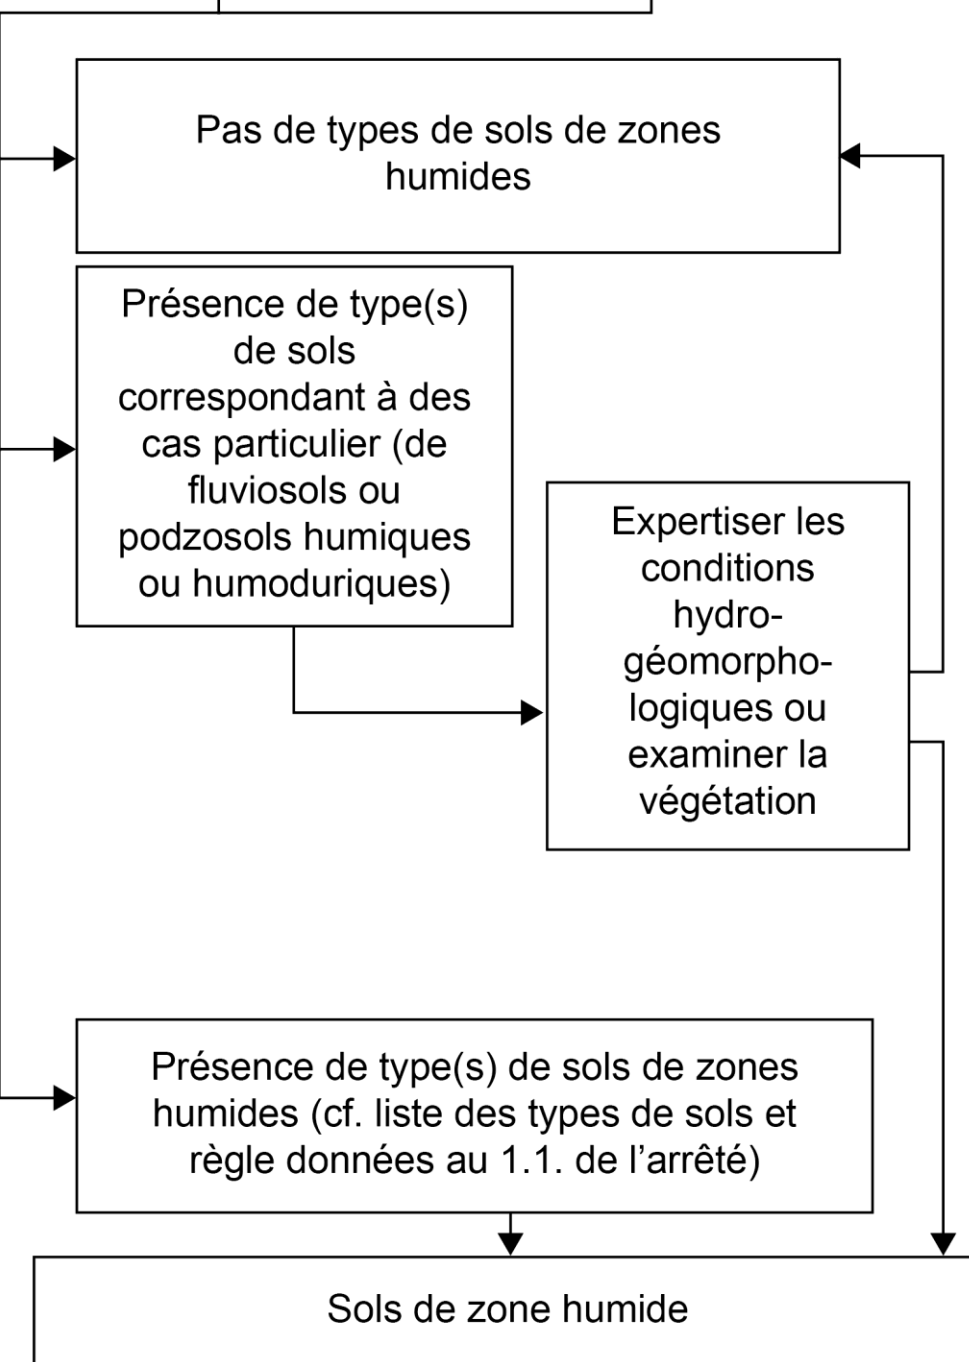 Pas de types de sols de zones
humides
Présence de type(s)
de sols
correspondant à des
cas particulier (de
fluviosols ou
podzosols humiques
ou humoduriques)
Expertiser les
conditions
hydro-
géomorpho-
logiques ou
examiner la
végétation
Présence de type(s) de sols de zones
humides (cf. liste des types de sols et
règle données au 1.1. de l’arrêté)
Sols de zone humide